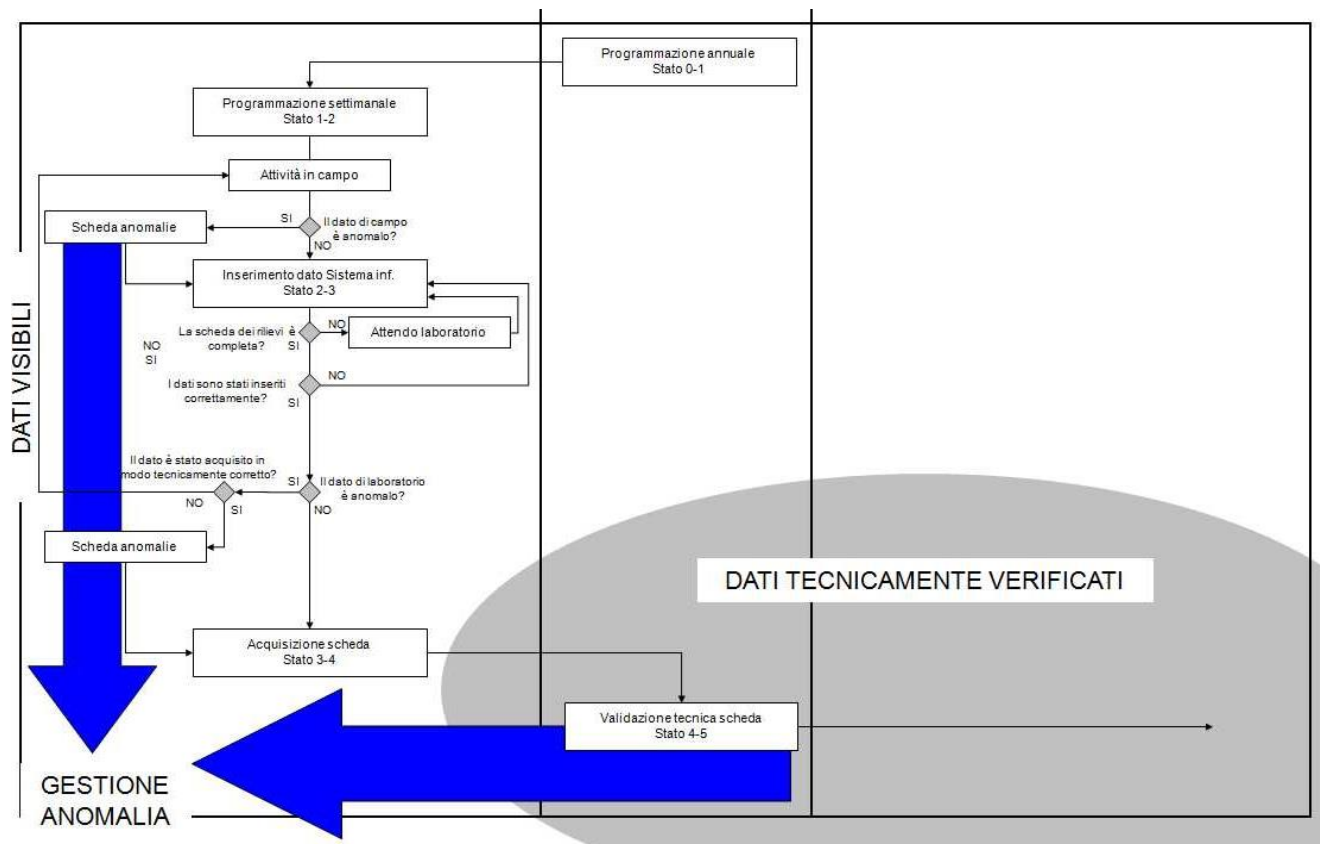 Programmazione annuale
Stato 0-1
Programmazione settimanale
Stato 1-2
Attività in campo
Scheda anomalie
SI
Il dato di campo
è anomalo?
NO
Inserimento dato Sistema inf.
Stato 2-3
La scheda dei rilievi è
completa?
NO
SI
Attendo laboratorio
NO
SI
I dati sono stati inseriti
correttamente?
NO
SI
DATI VISIBILI
Il dato è stato acquisito in
modo tecnicamente corretto?
SI
Il dato di laboratorio
è anomalo?
NO
SI
NO
Scheda anomalie
DATI TECNICAMENTE VERIFICATI
Acquisizione scheda
Stato 3-4
Validazione tecnica scheda
Stato 4-5
GESTIONE
ANOMALIA